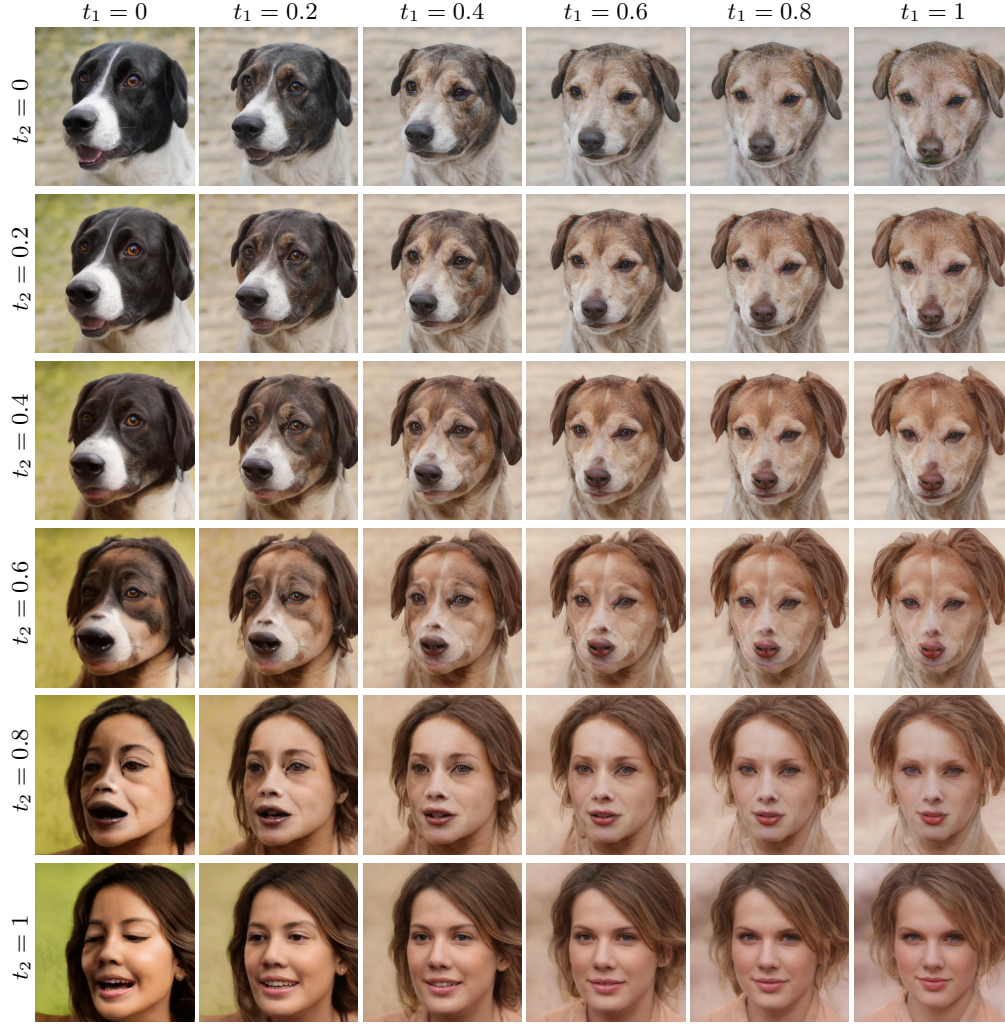 t₁ = 0 t₁ = 0.2 t₁ = 0.4 t₁ = 0.6 t₁ = 0.8 t₁ = 1
t₂ = 0
t₂ = 0.2
t₂ = 0.4
t₂ = 0.6
t₂ = 0.8
t₂ = 1